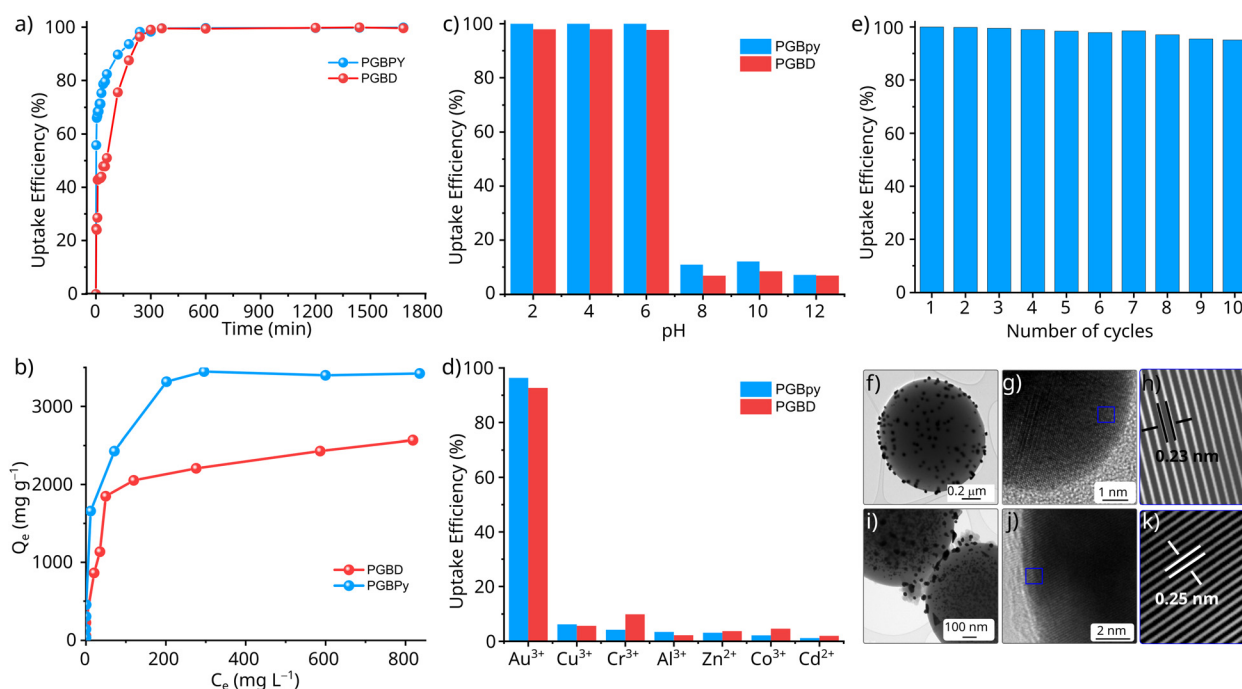 a)
100
80
60
40
20
0
Uptake Efficiency (%)
PGBPY
PGBD
0 300 600 900 1200 1500 1800
Time (min)
b)
3000
2000
1000
0
Qe (mg g⁻¹)
PGBD
PGBPy
0 200 400 600 800
Ce (mg L⁻¹)
c)
100
80
60
40
20
0
Uptake Efficiency (%)
PGBpy
PGBD
2 4 6 8 10 12
pH
d)
100
80
60
40
20
0
Uptake Efficiency (%)
PGBpy
PGBD
Au³⁺ Cu³⁺ Cr³⁺ Al³⁺ Zn²⁺ Co³⁺ Cd²⁺
e)
100
80
60
40
20
0
Uptake Efficiency (%)
1 2 3 4 5 6 7 8 9 10
Number of cycles
f)
0.2 μm
g)
1 nm
h)
0.23 nm
i)
100 nm
j)
2 nm
k)
0.25 nm